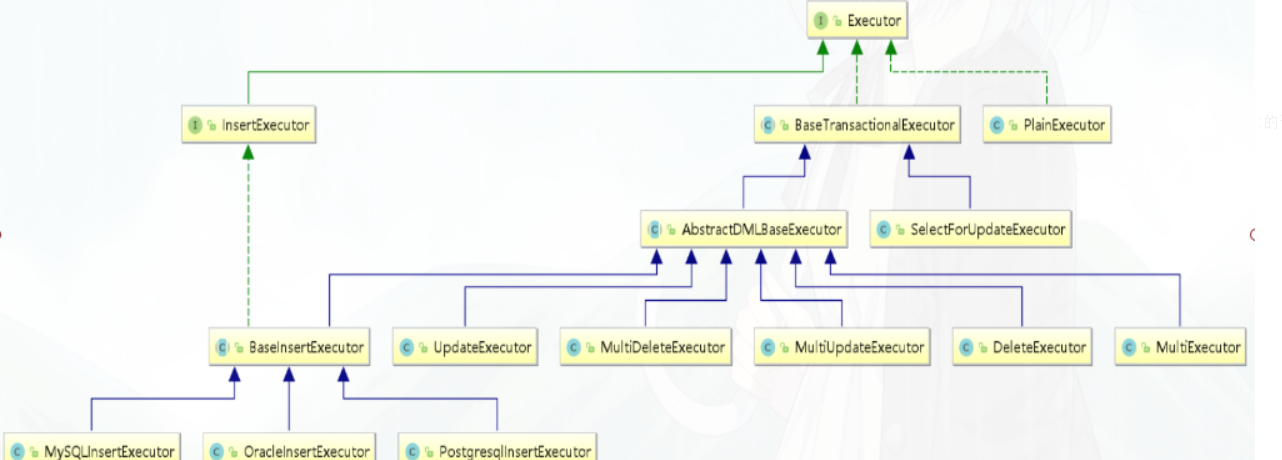 Executor
InsertExecutor
BaseTransactionalExecutor
PlainExecutor
AbstractDMLBaseExecutor
SelectForUpdateExecutor
BaseInsertExecutor
UpdateExecutor
MultiDeleteExecutor
MultiUpdateExecutor
DeleteExecutor
MultiExecutor
MySQLInsertExecutor
OracleInsertExecutor
PostgresqlInsertExecutor